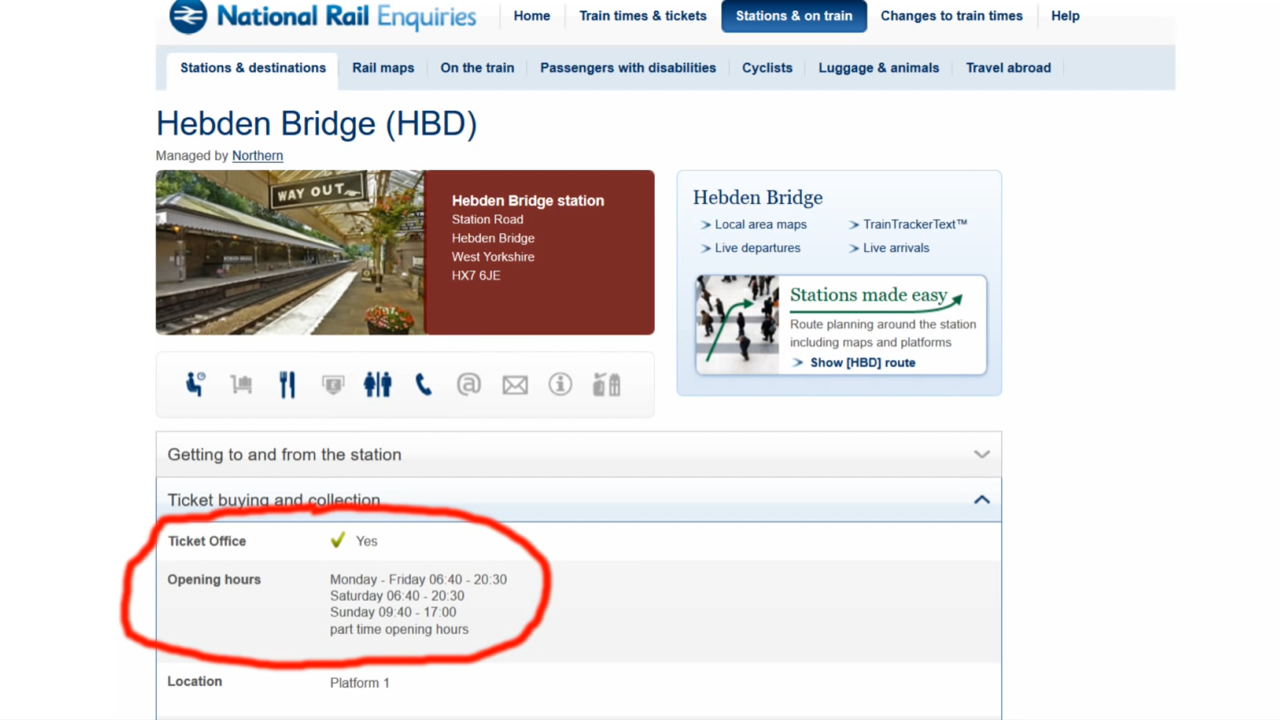 National Rail Enquiries
Home
Train times & tickets
Stations & on train
Changes to train times
Help
Stations & destinations
Rail maps
On the train
Passengers with disabilities
Cyclists
Luggage & animals
Travel abroad
Hebden Bridge (HBD)
Managed by Northern
WAY OUT
Hebden Bridge station
Station Road
Hebden Bridge
West Yorkshire
HX7 6JE
Hebden Bridge
Local area maps
TrainTrackerText™
Live departures
Live arrivals
Stations made easy
Route planning around the station
including maps and platforms
Show [HBD] route
Getting to and from the station
Ticket buying and collection
Ticket Office
Yes
Opening hours
Monday - Friday 06:40 - 20:30
Saturday 06:40 - 20:30
Sunday 09:40 - 17:00
part time opening hours
Location
Platform 1